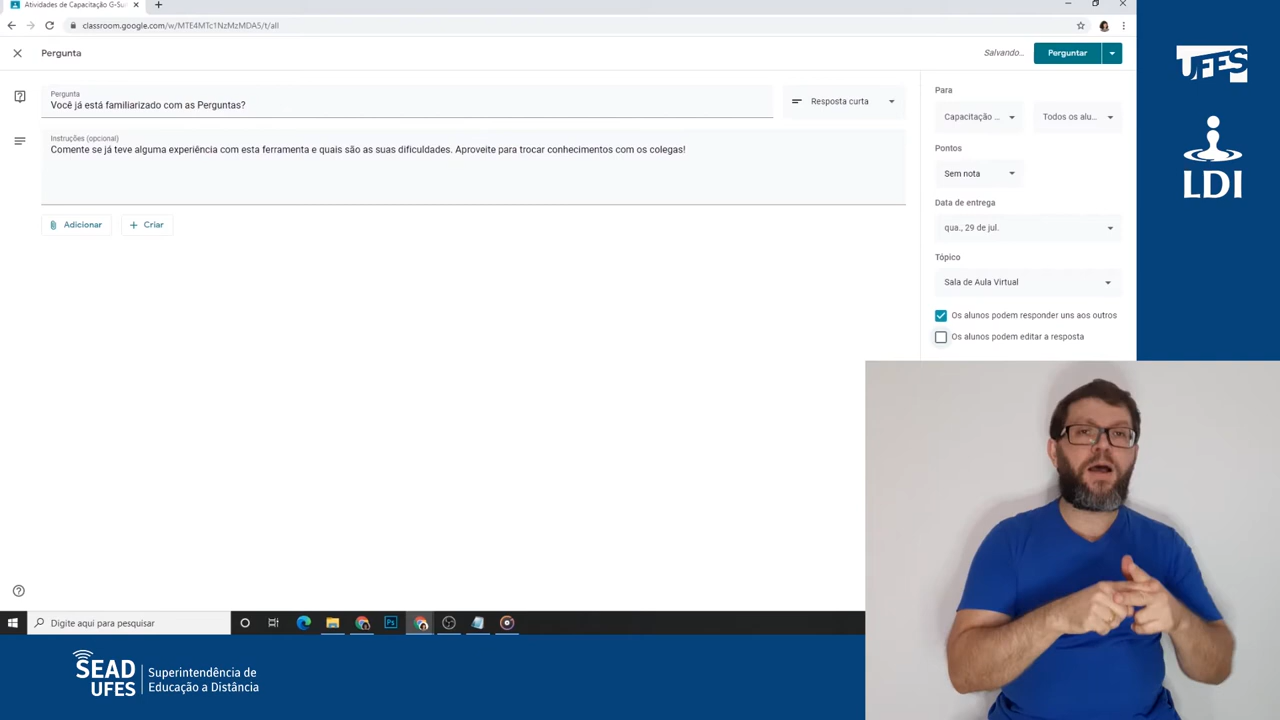 Atividades de Capacitação G-Su
classroom.google.com/w/MTE4MTc1NzMzMDA5/t/all
Pergunta
Salvando...
Perguntar
Pergunta
Você já está familiarizado com as Perguntas?
Resposta curta
Instruções (opcional)
Comente se já teve alguma experiência com esta ferramenta e quais são as suas dificuldades. Aproveite para trocar conhecimentos com os colegas!
Adicionar
Criar
Para
Capacitação ...
Todos os alu...
Pontos
Sem nota
Data de entrega
qua., 29 de jul.
Tópico
Sala de Aula Virtual
Os alunos podem responder uns aos outros
Os alunos podem editar a resposta
Digite aqui para pesquisar
Ps
UFES
LDI
SEAD
UFES
Superintendência de
Educação a Distância